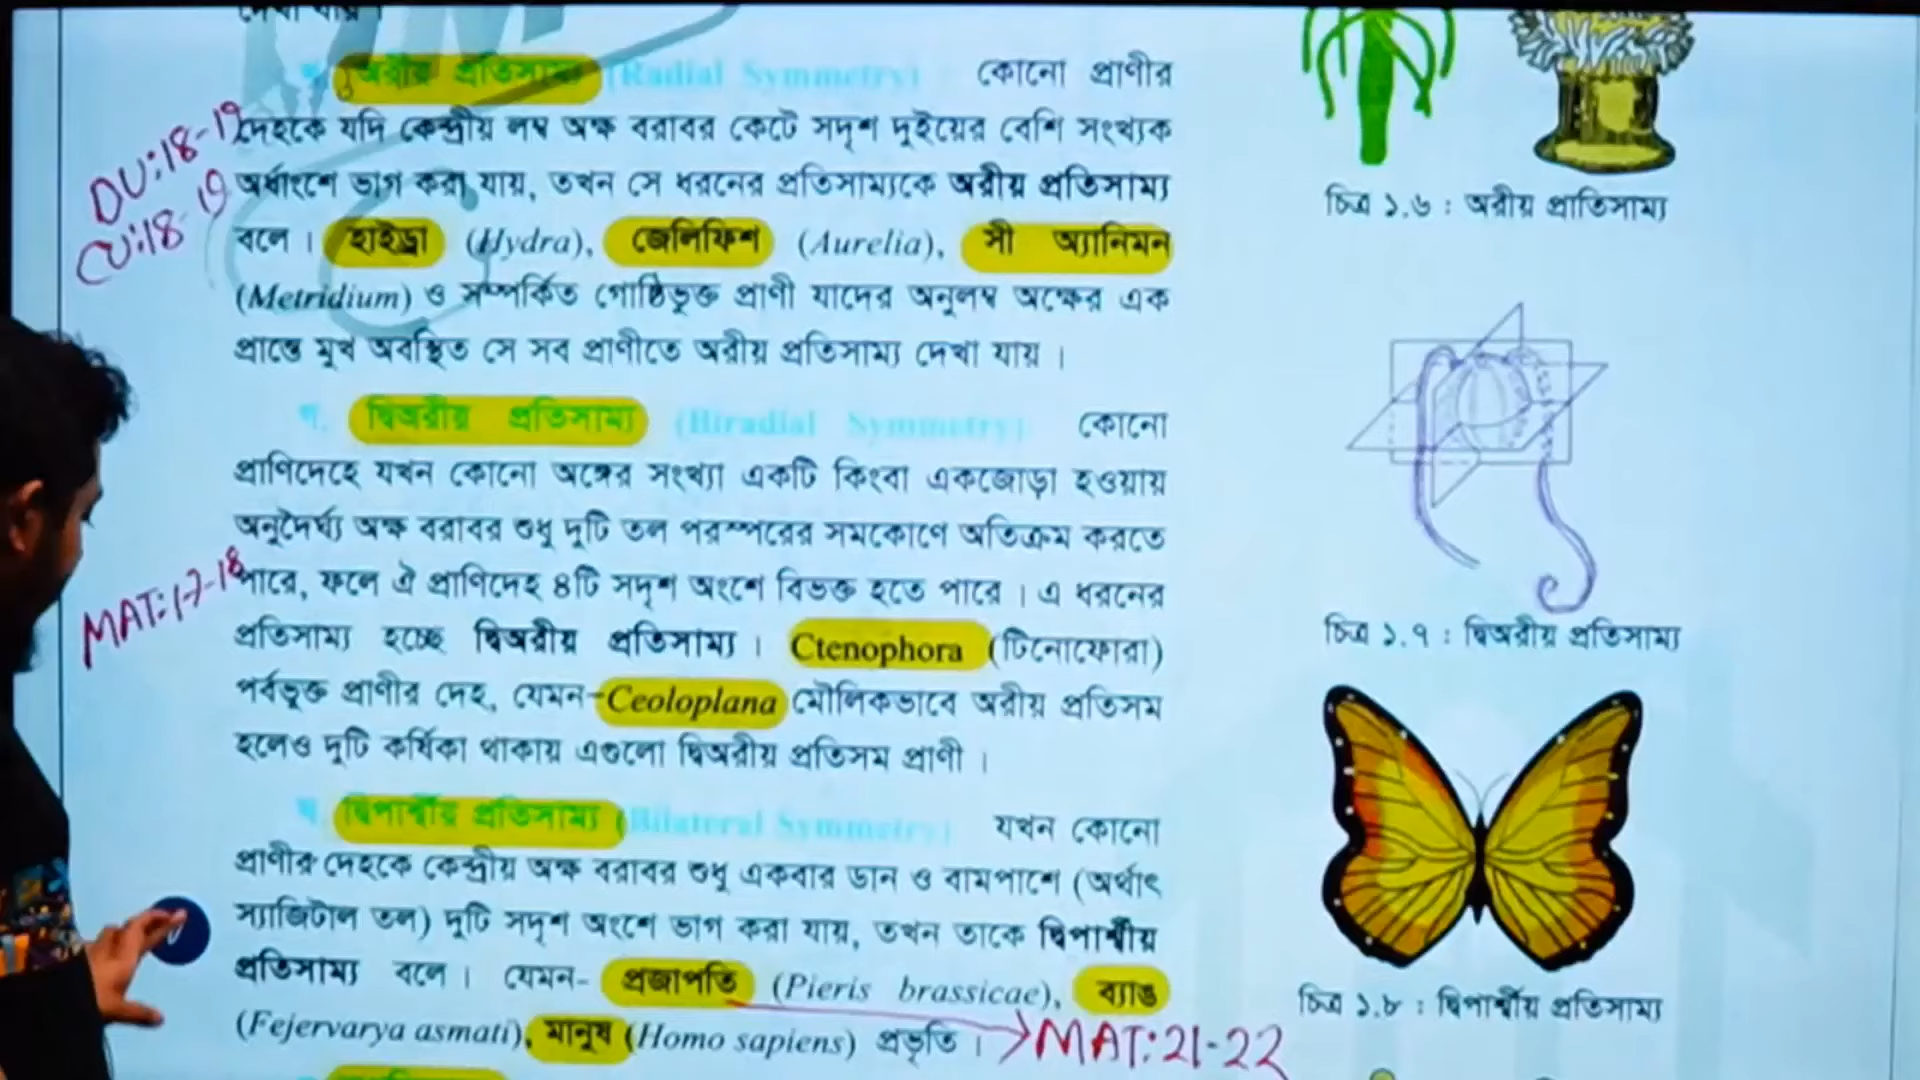 দেখা যায় ।
অরীয় প্রতিসাম্য (Radial Symmetry) কোনো প্রাণীর
দেহকে যদি কেন্দ্রীয় লম্ব অক্ষ বরাবর কেটে সদৃশ দুইয়ের বেশি সংখ্যক
অর্ধাংশে ভাগ করা যায়, তখন সে ধরনের প্রতিসাম্যকে অরীয় প্রতিসাম্য
বলে । হাইড্রা (Hydra), জেলিফিশ (Aurelia), সী অ্যানিমন
(Metridium) ও সম্পর্কিত গোষ্ঠিভুক্ত প্রাণী যাদের অনুলম্ব অক্ষের এক
প্রান্তে মুখ অবস্থিত সে সব প্রাণীতে অরীয় প্রতিসাম্য দেখা যায় ।
DU:18-19
:18-19
চিত্র ১.৬ : অরীয় প্রাতিসাম্য
গ. দ্বিঅরীয় প্রতিসাম্য (Biradial Symmetry) কোনো
প্রাণিদেহে যখন কোনো অঙ্গের সংখ্যা একটি কিংবা একজোড়া হওয়ায়
অনুদৈর্ঘ্য অক্ষ বরাবর শুধু দুটি তল পরস্পরের সমকোণে অতিক্রম করতে
পারে, ফলে ঐ প্রাণিদেহ ৪টি সদৃশ অংশে বিভক্ত হতে পারে । এ ধরনের
প্রতিসাম্য হচ্ছে দ্বিঅরীয় প্রতিসাম্য । Ctenophora (টিনোফোরা)
পর্বভুক্ত প্রাণীর দেহ, যেমন-Ceoloplana মৌলিকভাবে অরীয় প্রতিসম
হলেও দুটি কর্ষিকা থাকায় এগুলো দ্বিঅরীয় প্রতিসম প্রাণী ।
MAT:17-18
চিত্র ১.৭ : দ্বিঅরীয় প্রতিসাম্য
ঘ. দ্বিপার্শ্বীয় প্রতিসাম্য (Bilateral Symmetry) যখন কোনো
প্রাণীর দেহকে কেন্দ্রীয় অক্ষ বরাবর শুধু একবার ডান ও বামপাশে (অর্থাৎ
স্যাজিটাল তল) দুটি সদৃশ অংশে ভাগ করা যায়, তখন তাকে দ্বিপার্শ্বীয়
প্রতিসাম্য বলে । যেমন- প্রজাপতি (Pieris brassicae), ব্যাঙ
(Fejervarya asmati), মানুষ (Homo sapiens) প্রভৃতি ।
MAT:21-22
চিত্র ১.৮ : দ্বিপার্শ্বীয় প্রতিসাম্য